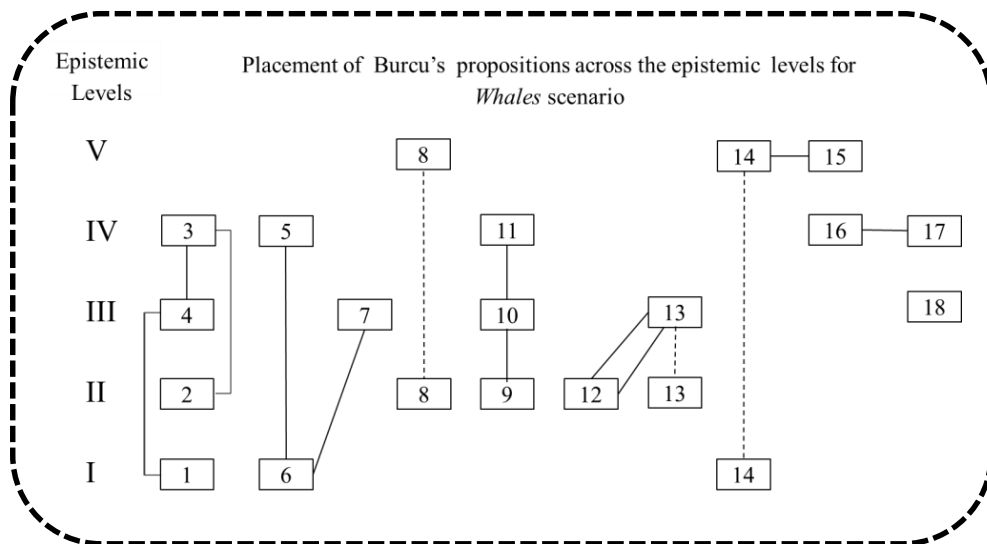 Epistemic
Levels
Placement of Burcu's propositions across the epistemic levels for
Whales scenario
V
8
14
15
IV
3
5
11
16
17
III
4
7
10
13
18
II
2
8
9
12
13
I
1
6
14